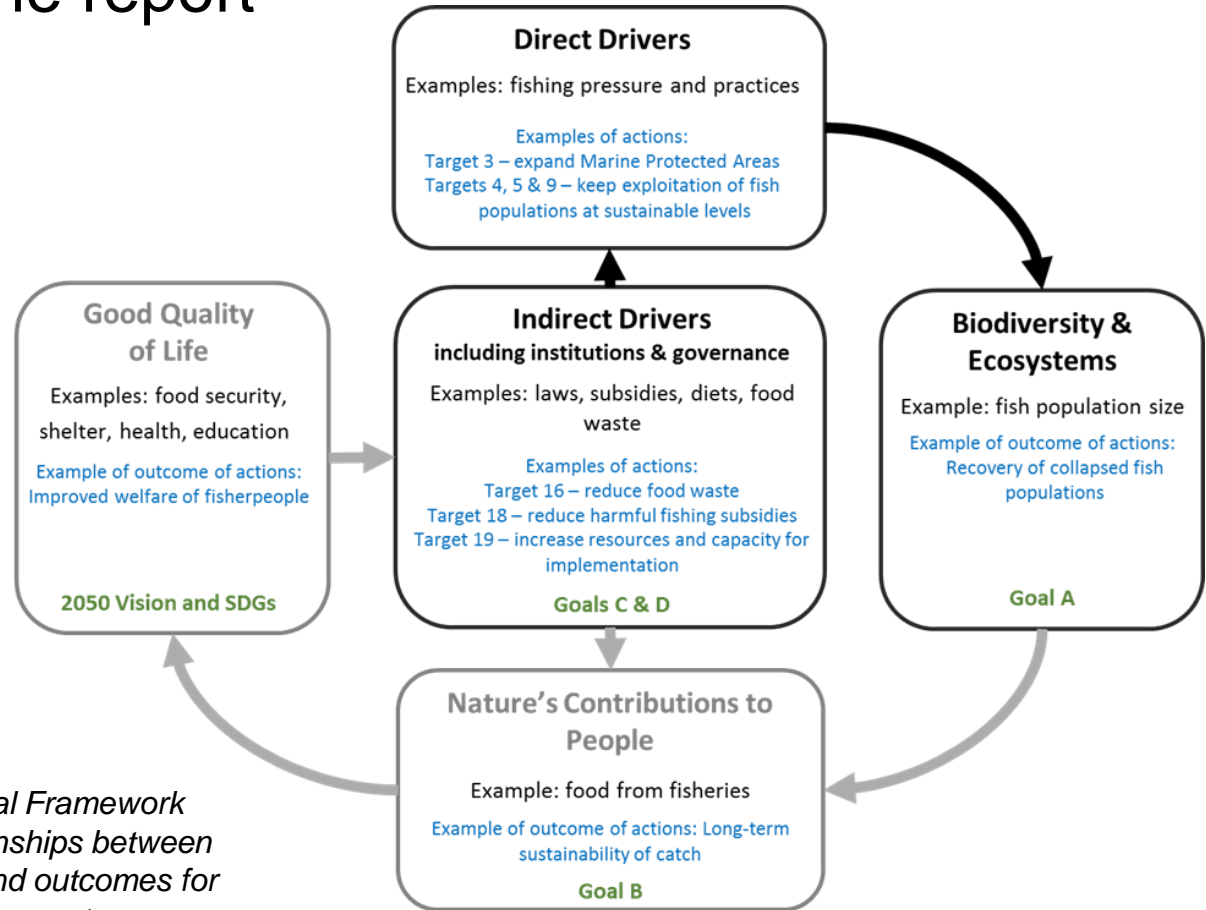 report
Direct Drivers
Examples: fishing pressure and practices
Examples of actions:
Target 3 – expand Marine Protected Areas
Targets 4, 5 & 9 – keep exploitation of fish
populations at sustainable levels
Good Quality
of Life
Examples: food security,
shelter, health, education
Example of outcome of actions:
Improved welfare of fisherpeople
2050 Vision and SDGs
Indirect Drivers
including institutions & governance
Examples: laws, subsidies, diets, food
waste
Examples of actions:
Target 16 – reduce food waste
Target 18 – reduce harmful fishing subsidies
Target 19 – increase resources and capacity for
implementation
Goals C & D
Biodiversity &
Ecosystems
Example: fish population size
Example of outcome of actions:
Recovery of collapsed fish
populations
Goal A
Nature's Contributions to
People
Example: food from fisheries
Example of outcome of actions: Long-term
sustainability of catch
Goal B
al Framework
nships between
nd outcomes for